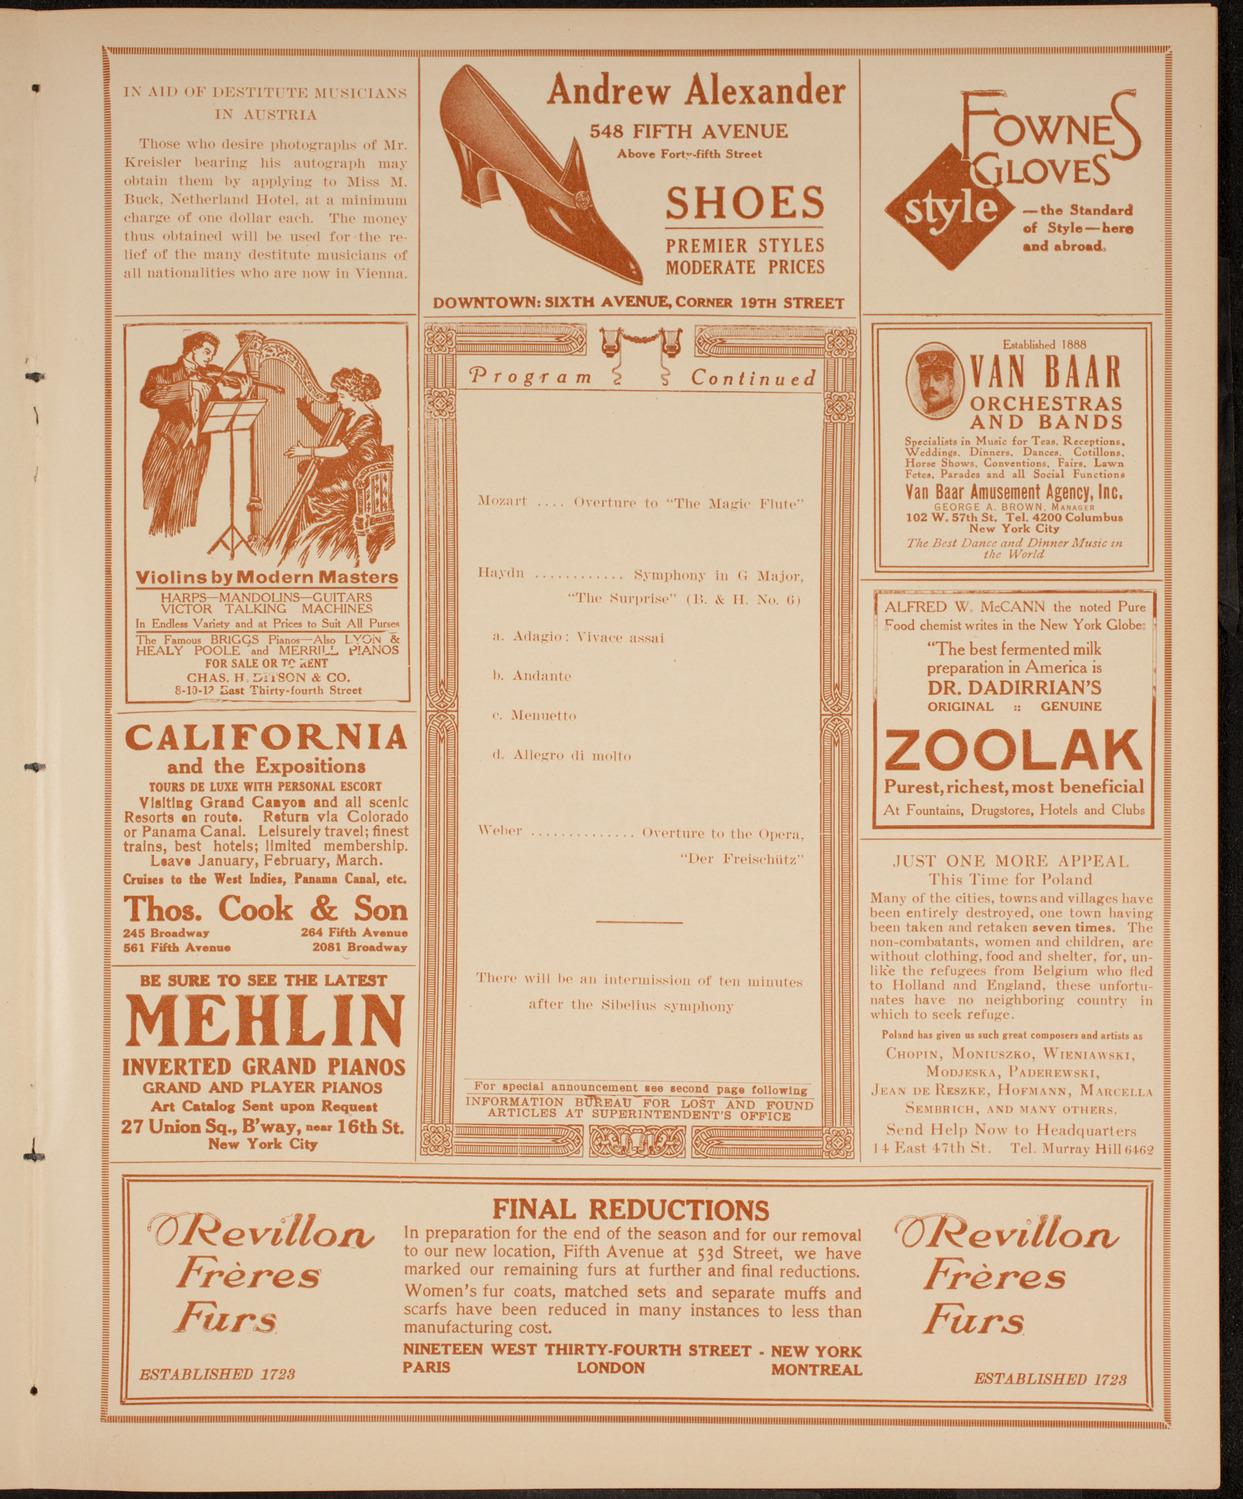 IN AID OF DESTITUTE MUSICIANS
IN AUSTRIA
Those who desire photographs of Mr.
Kreisler bearing his autograph may
obtain them by applying to Miss M.
Buck, Netherland Hotel, at a minimum
charge of one dollar each. The money
thus obtained will be used for the re-
lief of the many destitute musicians of
all nationalities who are now in Vienna.
Andrew Alexander
548 FIFTH AVENUE
Above Forty-fifth Street
SHOES
PREMIER STYLES
MODERATE PRICES
DOWNTOWN: SIXTH AVENUE, CORNER 19TH STREET
FOWNES
GLOVES
style
—the Standard
of Style—here
and abroad.
Violins by Modern Masters
HARPS—MANDOLINS—GUITARS
VICTOR TALKING MACHINES
In Endless Variety and at Prices to Suit All Purses
The Famous BRIGGS Pianos—Also LYON &
HEALY POOLE and MERRILL PIANOS
FOR SALE OR TO RENT
CHAS. H. DITSON & CO.
8-10-12 East Thirty-fourth Street
CALIFORNIA
and the Expositions
TOURS DE LUXE WITH PERSONAL ESCORT
Visiting Grand Canyon and all scenic
Resorts en route. Return via Colorado
or Panama Canal. Leisurely travel; finest
trains, best hotels; limited membership.
Leave January, February, March.
Cruises to the West Indies, Panama Canal, etc.
Thos. Cook & Son
245 Broadway 264 Fifth Avenue
561 Fifth Avenue 2081 Broadway
BE SURE TO SEE THE LATEST
MEHLIN
INVERTED GRAND PIANOS
GRAND AND PLAYER PIANOS
Art Catalog Sent upon Request
27 Union Sq., B'way, near 16th St.
New York City
Program Continued
Mozart .... Overture to "The Magic Flute"
Haydn ............ Symphony in G Major,
"The Surprise" (B. & H. No. 6)
a. Adagio: Vivace assai
b. Andante
c. Menuetto
d. Allegro di molto
Weber .............. Overture to the Opera,
"Der Freischütz"
There will be an intermission of ten minutes
after the Sibelius symphony
For special announcement see second page following
INFORMATION BUREAU FOR LOST AND FOUND
ARTICLES AT SUPERINTENDENT'S OFFICE
Established 1888
VAN BAAR
ORCHESTRAS
AND BANDS
Specialists in Music for Teas, Receptions,
Weddings, Dinners, Dances, Cotillons,
Horse Shows, Conventions, Fairs, Lawn
Fetes, Parades and all Social Functions
Van Baar Amusement Agency, Inc.
GEORGE A. BROWN, MANAGER
102 W. 57th St. Tel. 4200 Columbus
New York City
The Best Dance and Dinner Music in
the World
ALFRED W. McCANN the noted Pure
Food chemist writes in the New York Globe:
"The best fermented milk
preparation in America is
DR. DADIRRIAN'S
ORIGINAL :: GENUINE
ZOOLAK
Purest, richest, most beneficial
At Fountains, Drugstores, Hotels and Clubs
JUST ONE MORE APPEAL
This Time for Poland
Many of the cities, towns and villages have
been entirely destroyed, one town having
been taken and retaken seven times. The
non-combatants, women and children, are
without clothing, food and shelter, for, un-
like the refugees from Belgium who fled
to Holland and England, these unfortu-
nates have no neighboring country in
which to seek refuge.
Poland has given us such great composers and artists as
CHOPIN, MONIUSZKO, WIENIAWSKI,
MODJESKA, PADEREWSKI,
JEAN DE RESZKE, HOFMANN, MARCELLA
SEMBRICH, AND MANY OTHERS.
Send Help Now to Headquarters
14 East 47th St. Tel. Murray Hill 6462
Revillon
Frères
Furs
ESTABLISHED 1723
FINAL REDUCTIONS
In preparation for the end of the season and for our removal
to our new location, Fifth Avenue at 53d Street, we have
marked our remaining furs at further and final reductions.
Women's fur coats, matched sets and separate muffs and
scarfs have been reduced in many instances to less than
manufacturing cost.
NINETEEN WEST THIRTY-FOURTH STREET - NEW YORK
PARIS LONDON MONTREAL
Revillon
Frères
Furs
ESTABLISHED 1723